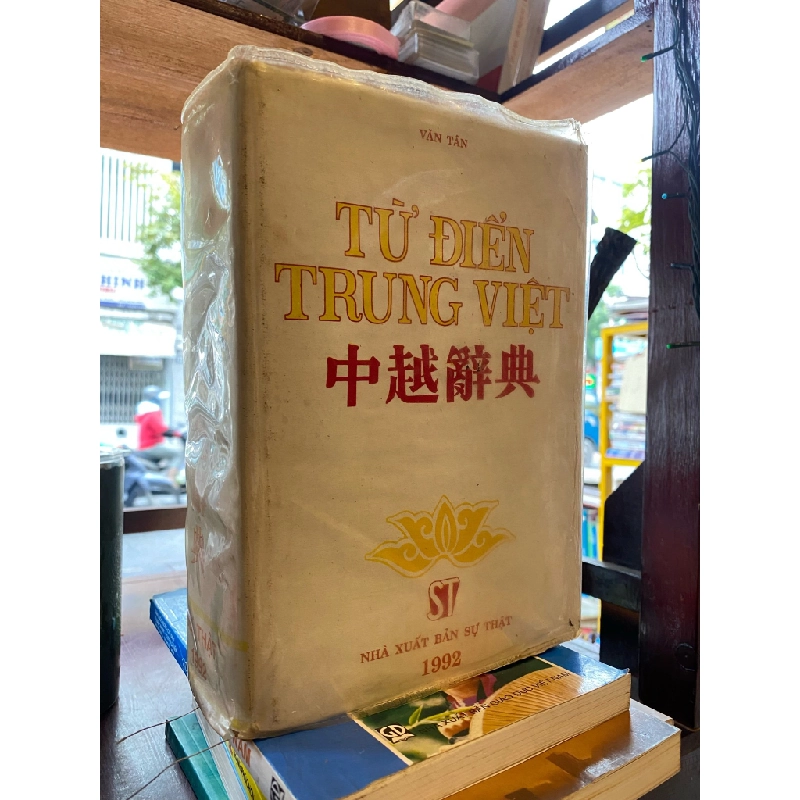 VĂN TÂN
TỪ ĐIỂN
TRUNG VIỆT
中越辭典
ST
NHÀ XUẤT BẢN SỰ THẬT
1992